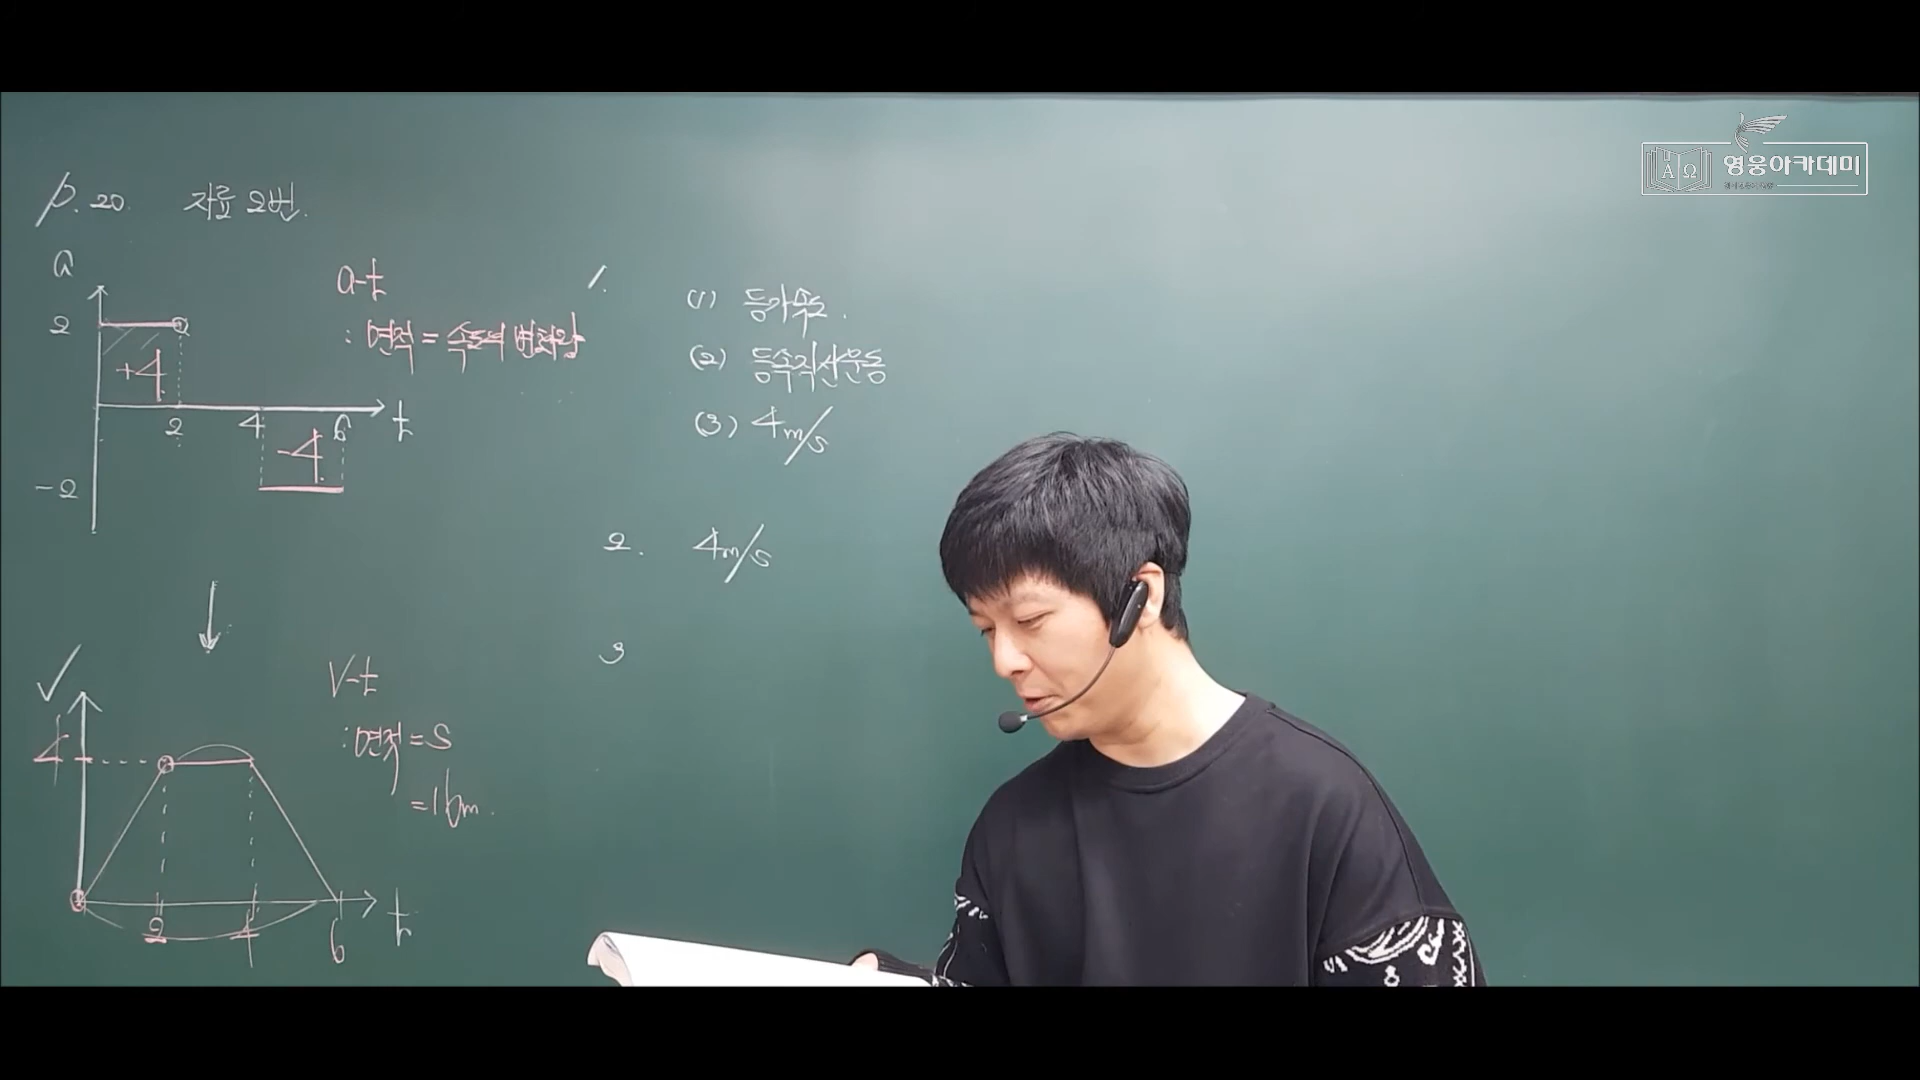 p.20. 자료 2번.
a
2
+4
2
4
6
t
-4
-2
a-t
: 면적 = 속도의 변화량
1.
(1) 등가속도.
(2) 등속직선운동
(3) 4m/s
2. 4m/s
3
V
4
2
4
6
t
V-t
: 면적 = S
= 16m.
영웅아카데미
A Ω